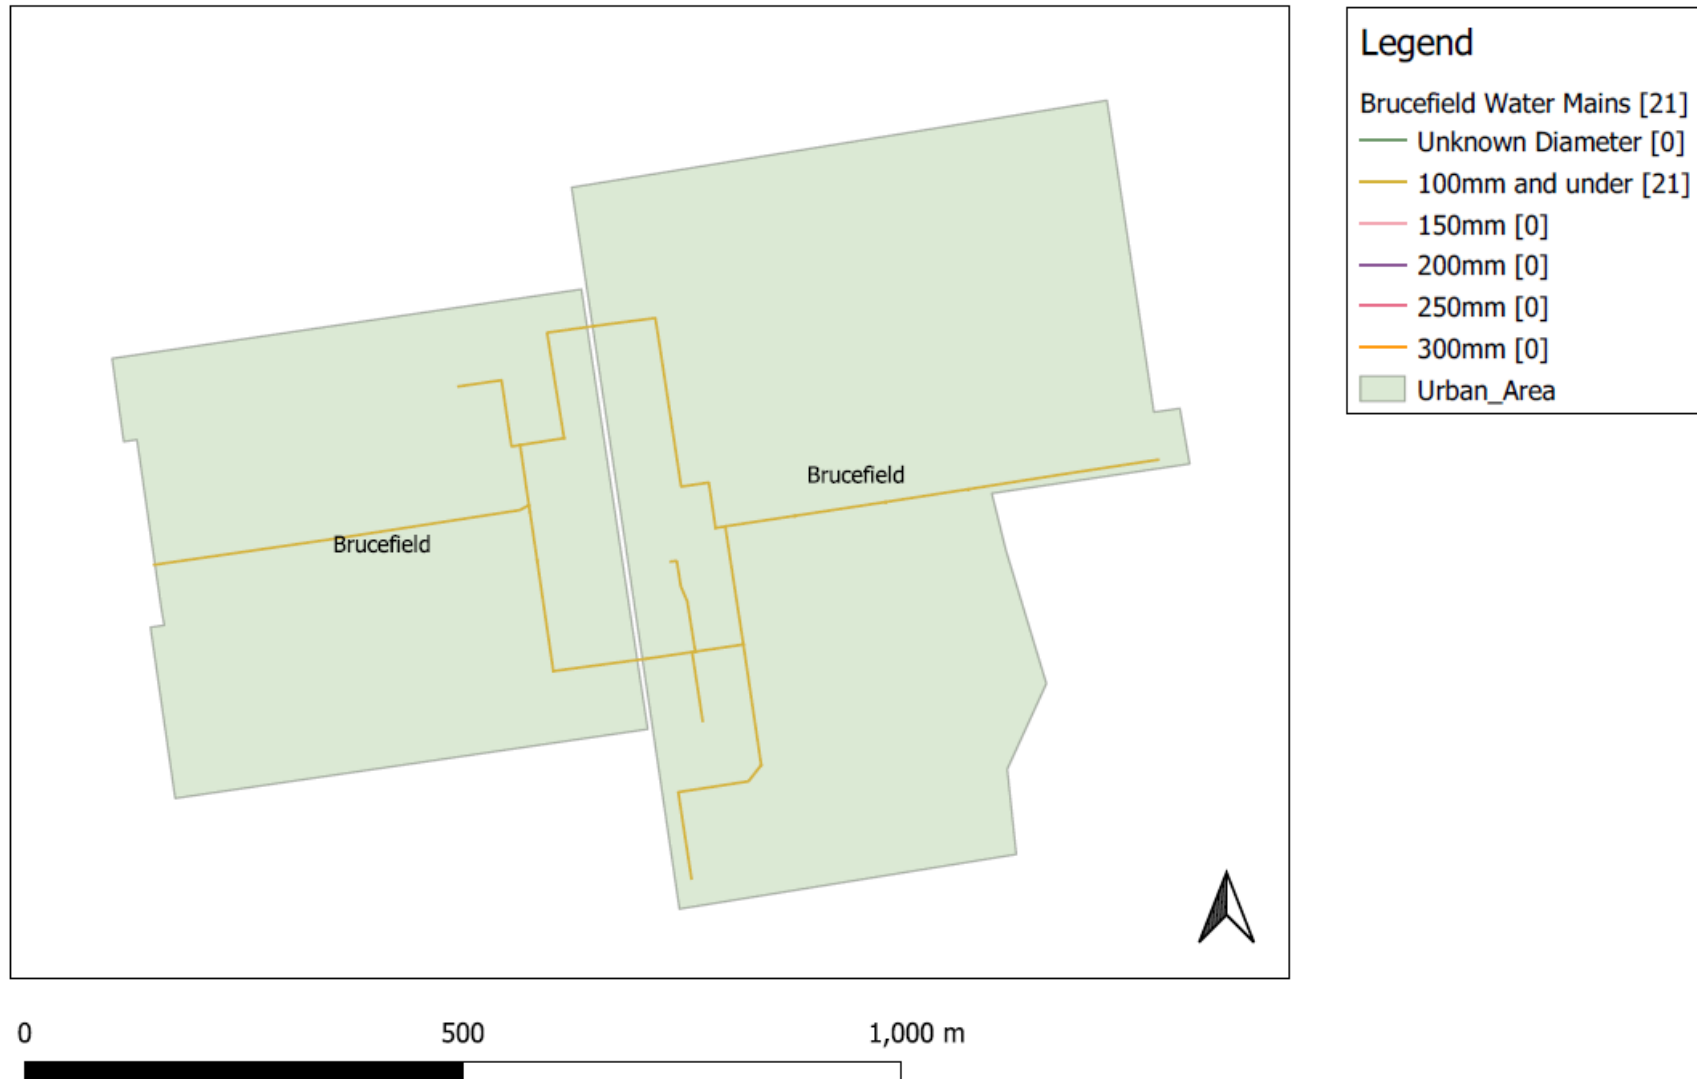 Legend
Brucefield Water Mains [21]
Unknown Diameter [0]
100mm and under [21]
150mm [0]
200mm [0]
250mm [0]
300mm [0]
Urban_Area
Brucefield
Brucefield
0 500 1,000 m